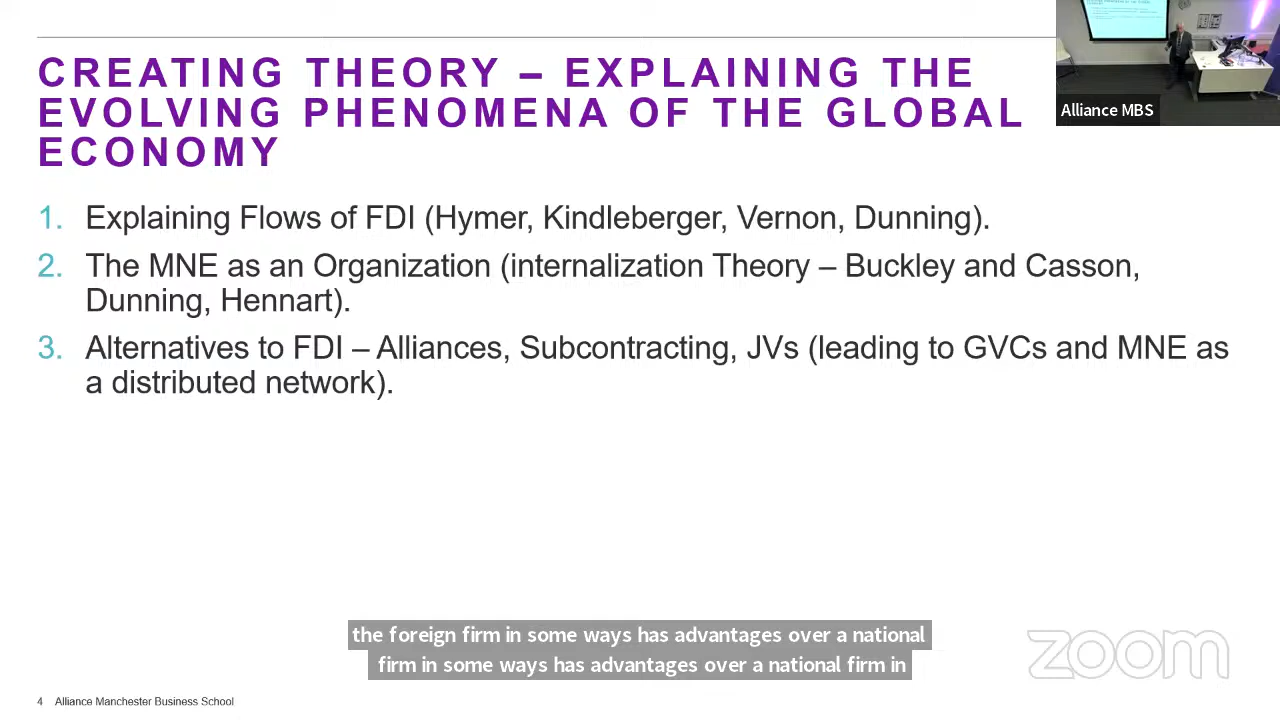 CREATING THEORY – EXPLAINING THE
EVOLVING PHENOMENA OF THE GLOBAL
ECONOMY
Alliance MBS
1. Explaining Flows of FDI (Hymer, Kindleberger, Vernon, Dunning).
2. The MNE as an Organization (internalization Theory – Buckley and Casson,
Dunning, Hennart).
3. Alternatives to FDI – Alliances, Subcontracting, JVs (leading to GVCs and MNE as
a distributed network).
the foreign firm in some ways has advantages over a national
firm in some ways has advantages over a national firm in
zoom
4 Alliance Manchester Business School